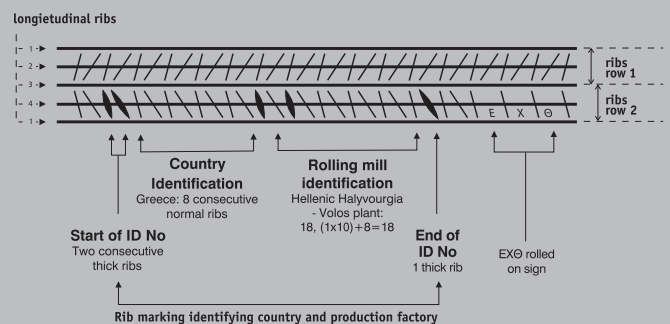 longietudinal ribs
1
2
3
4
1
ribs
row 1
ribs
row 2
E X Θ
Country
Identification
Greece: 8 consecutive
normal ribs
Rolling mill
identification
Hellenic Halyvourgia
- Volos plant:
18, (1x10)+8=18
Start of ID No
Two consecutive
thick ribs
End of
ID No
1 thick rib
EXΘ rolled
on sign
Rib marking identifying country and production factory